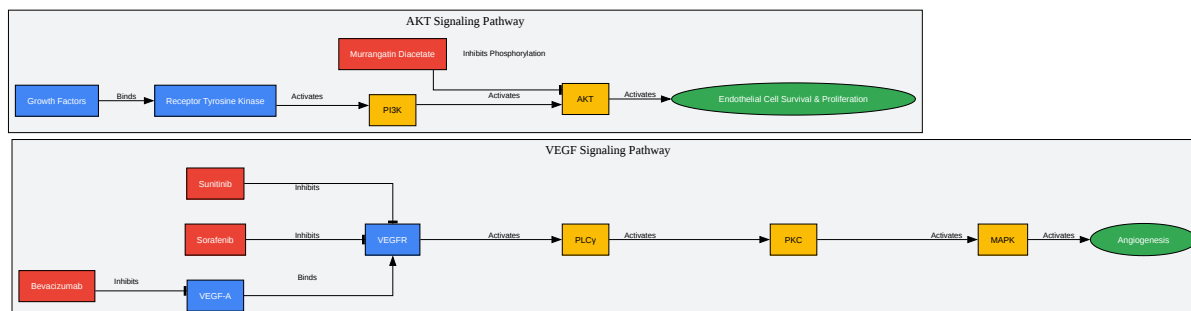 AKT Signaling Pathway
Murrangatin Diacetate
Inhibits Phosphorylation
Growth Factors
Binds
Receptor Tyrosine Kinase
Activates
PI3K
Activates
AKT
Activates
Endothelial Cell Survival & Proliferation
VEGF Signaling Pathway
Sunitinib
Inhibits
Sorafenib
Inhibits
VEGFR
Activates
PLCγ
Activates
PKC
Activates
MAPK
Activates
Angiogenesis
Bevacizumab
Inhibits
VEGF-A
Binds